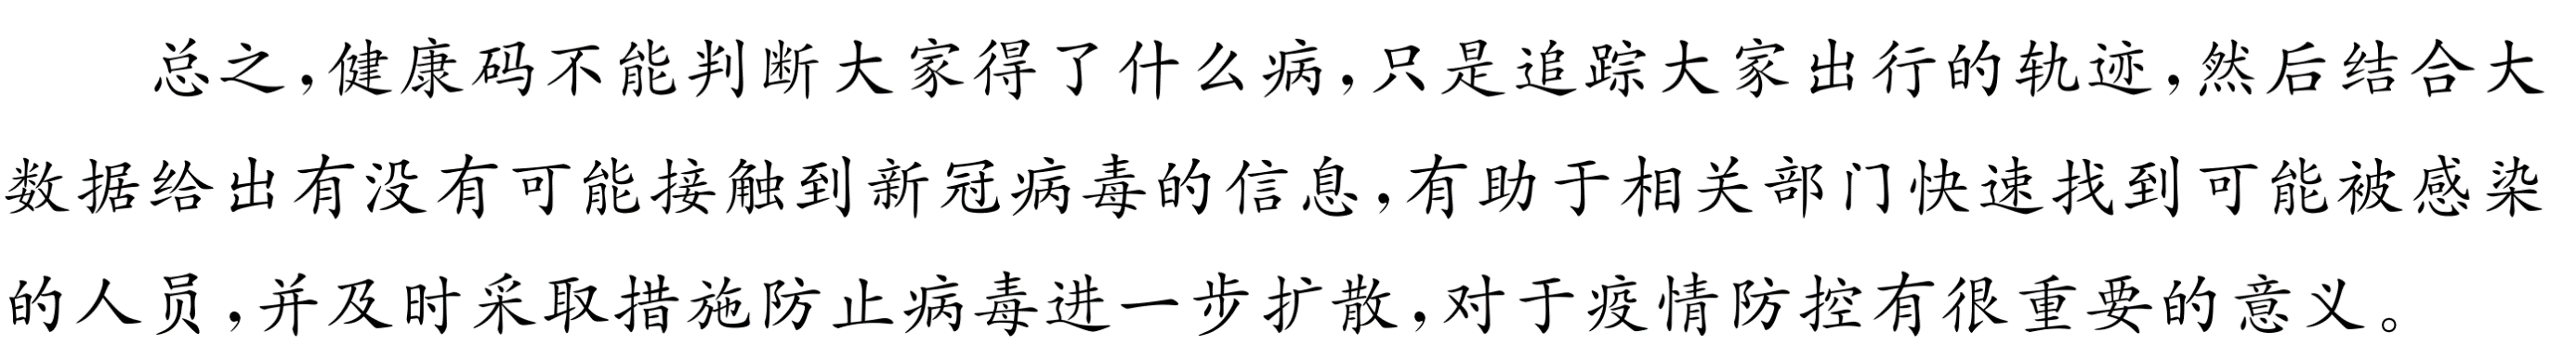 总之,健康码不能判断大家得了什么病,只是追踪大家出行的轨迹,然后结合大
数据给出有没有可能接触到新冠病毒的信息,有助于相关部门快速找到可能被感染
的人员,并及时采取措施防止病毒进一步扩散,对于疫情防控有很重要的意义。